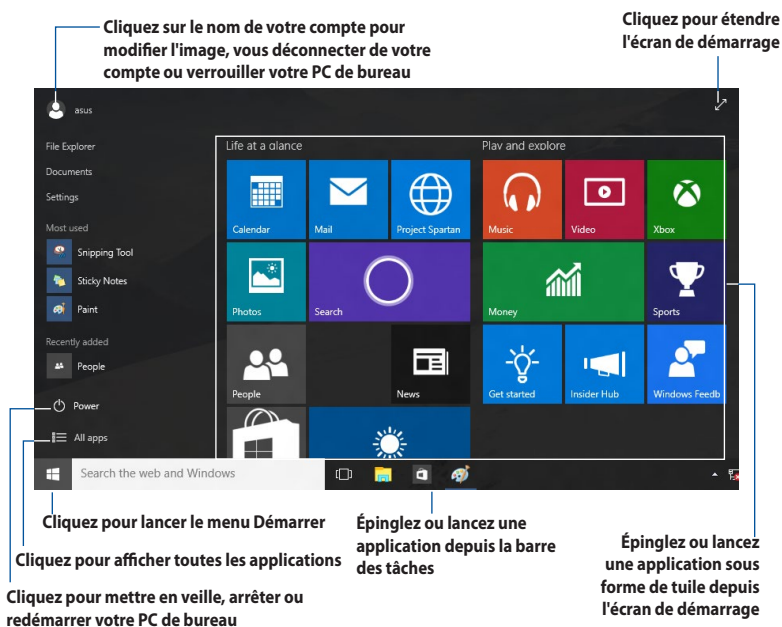 Cliquez sur le nom de votre compte pour
modifier l'image, vous déconnecter de votre
compte ou verrouiller votre PC de bureau
Cliquez pour étendre
l'écran de démarrage
asus
File Explorer
Documents
Settings
Most used
Snipping Tool
Sticky Notes
Paint
Recently added
People
Power
All apps
Life at a glance
Play and explore
Calendar
Mail
Project Spartan
Music
Video
Xbox
Photos
Search
Money
Sports
People
News
Get started
Insider Hub
Windows Feedb
Search the web and Windows
Cliquez pour lancer le menu Démarrer
Cliquez pour afficher toutes les applications
Cliquez pour mettre en veille, arrêter ou
redémarrer votre PC de bureau
Épinglez ou lancez une
application depuis la barre
des tâches
Épinglez ou lancez
une application sous
forme de tuile depuis
l'écran de démarrage